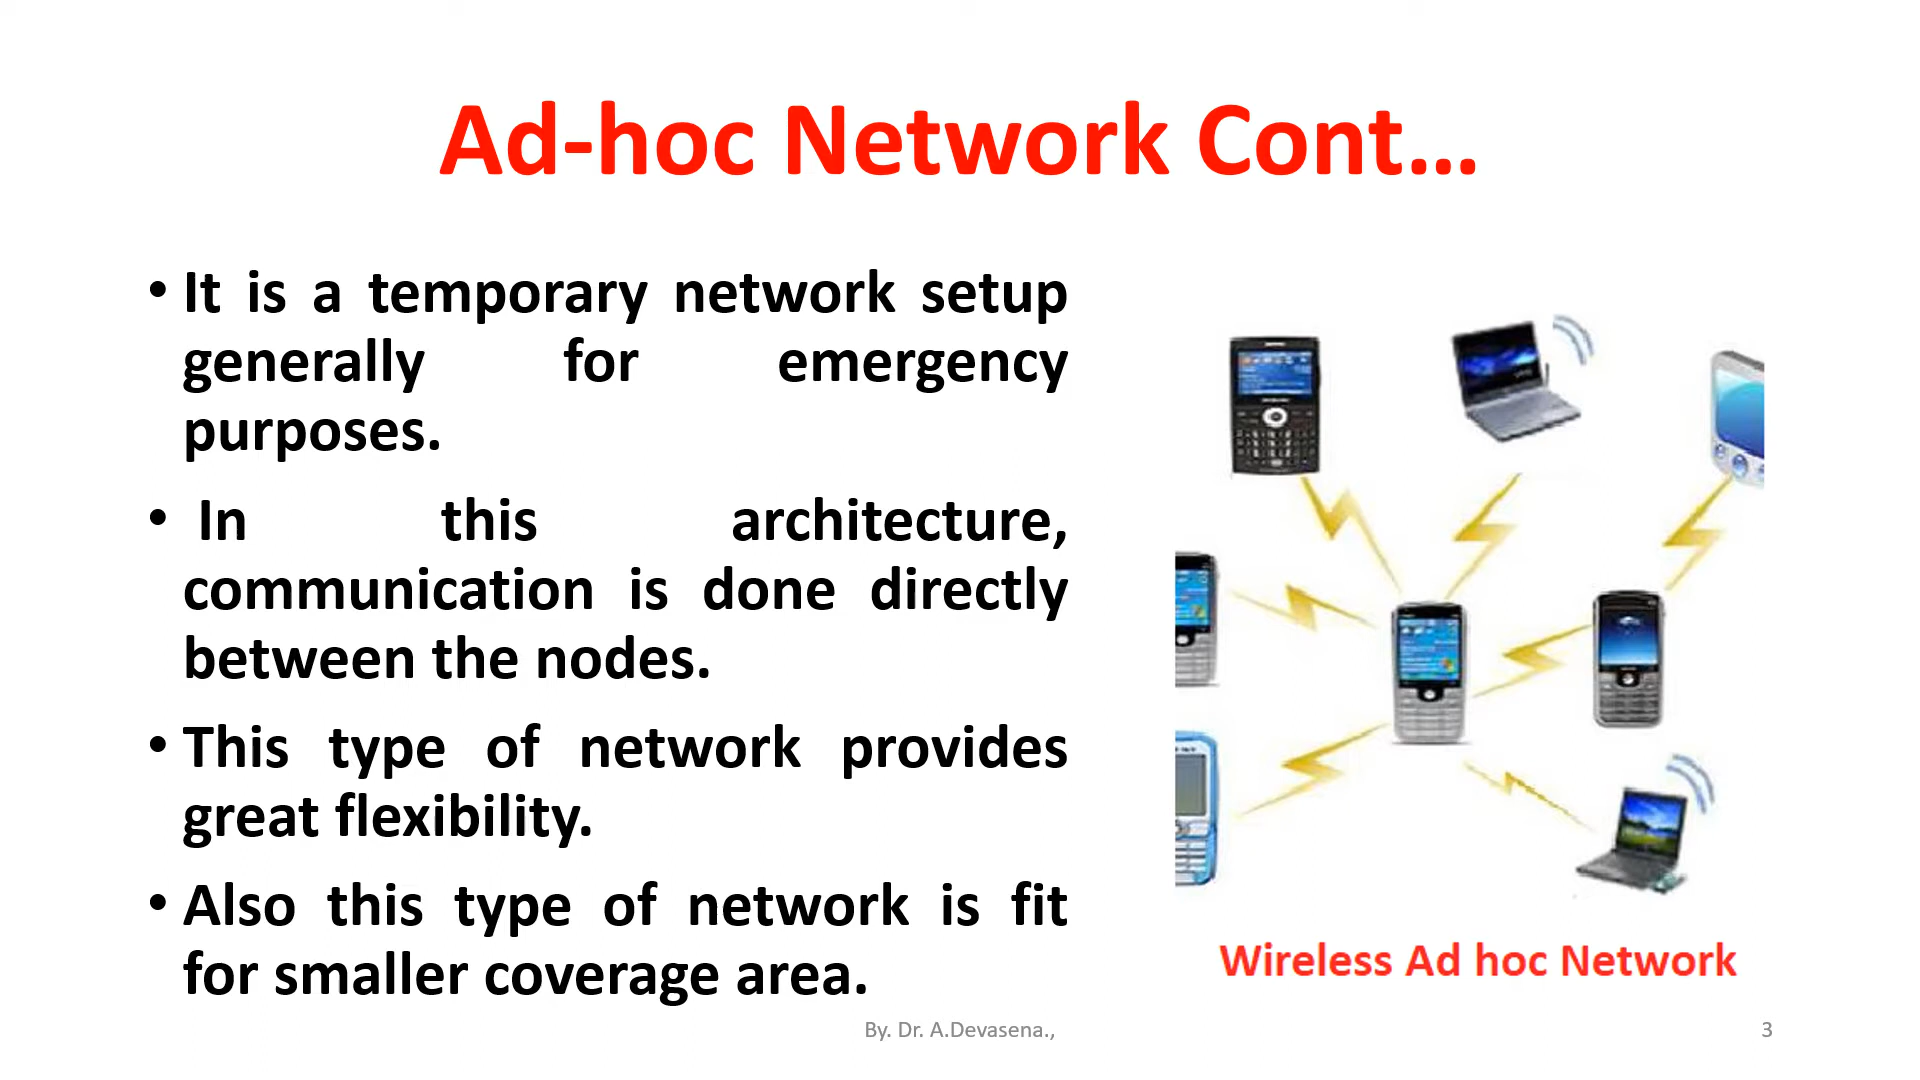 Ad-hoc Network Cont...
• It is a temporary network setup
generally for emergency
purposes.
• In this architecture,
communication is done directly
between the nodes.
• This type of network provides
great flexibility.
• Also this type of network is fit
for smaller coverage area.
Wireless Ad hoc Network
By. Dr. A.Devasena.,
3